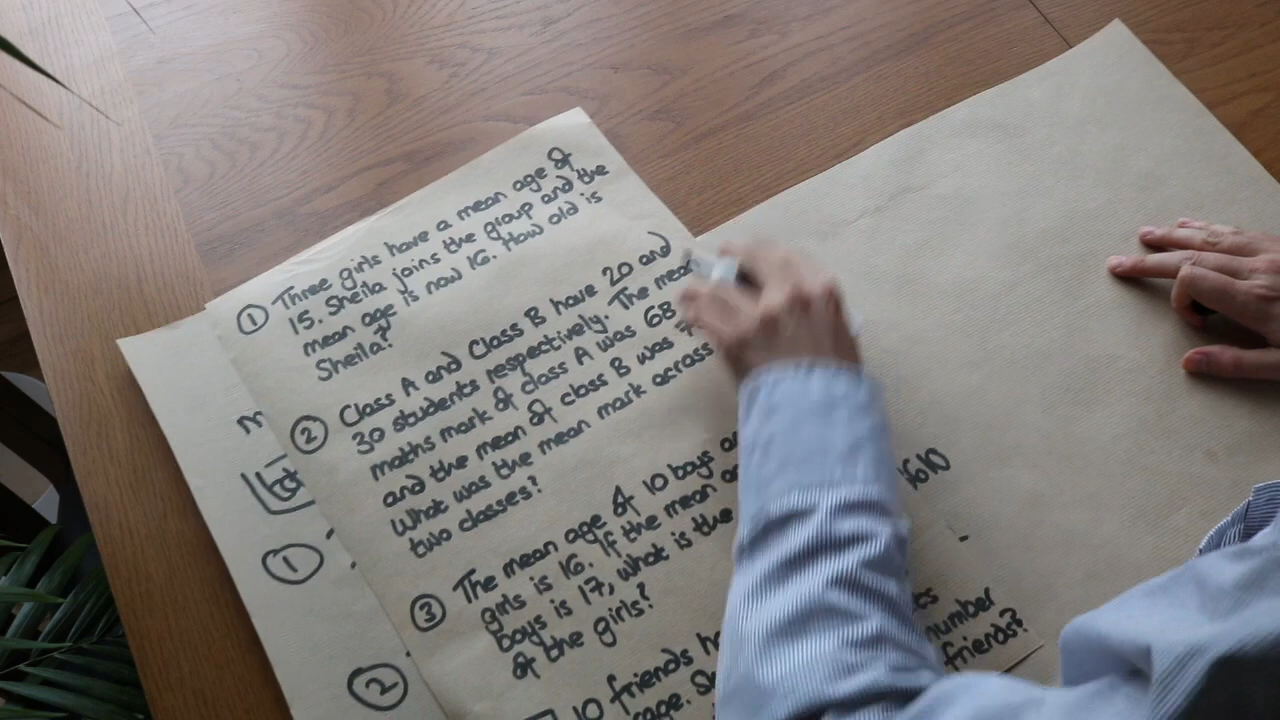 ① Three girls have a mean age of
15. Sheila joins the group and the
mean age is now 16. How old is
Sheila?
② Class A and Class B have 20 and
30 students respectively. The mean
maths mark of class A was 68
and the mean of class B was 7
What was the mean mark across
two classes?
③ The mean age of 10 boys
girls is 16. If the mean
boys is 17, what is the
of the girls?
10 friends
number
friends?
①
②